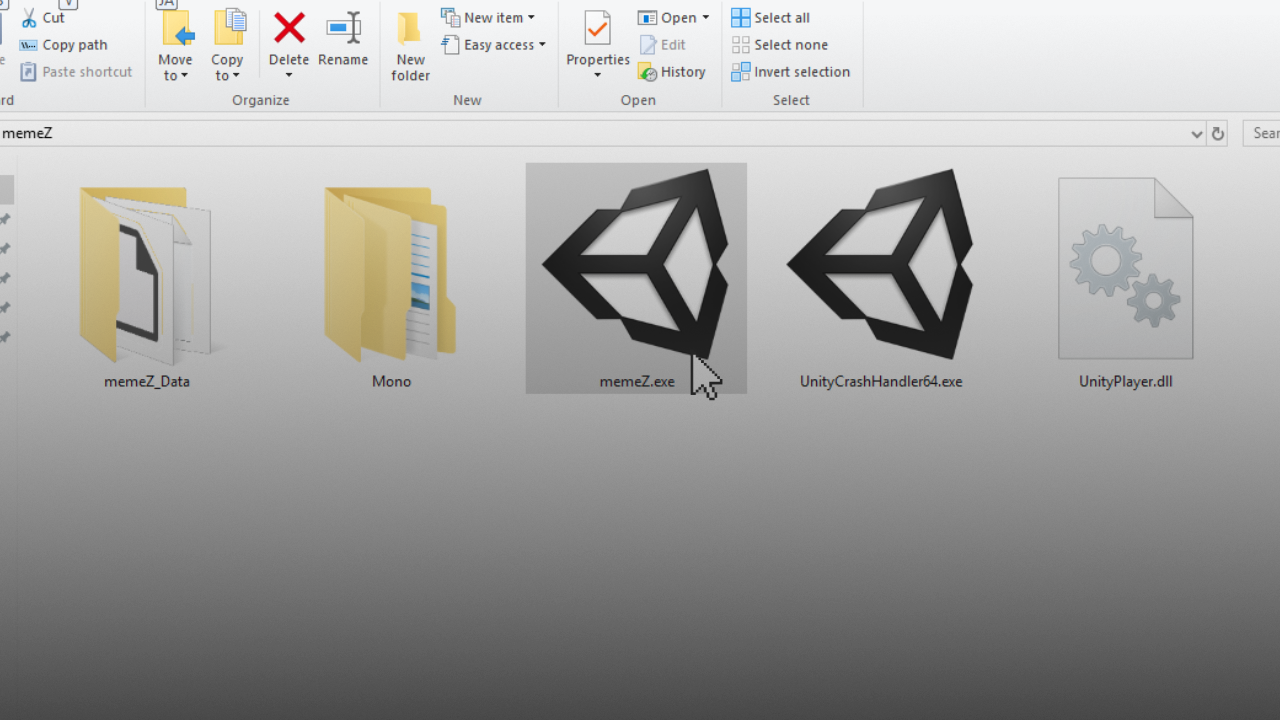 Cut
Copy path
Paste shortcut
rd
JA
V
Move to
Copy to
Delete
Rename
Organize
New folder
New item
Easy access
New
Properties
Open
Edit
History
Open
Select all
Select none
Invert selection
Select
memeZ
Sear
memeZ_Data
Mono
memeZ.exe
UnityCrashHandler64.exe
UnityPlayer.dll